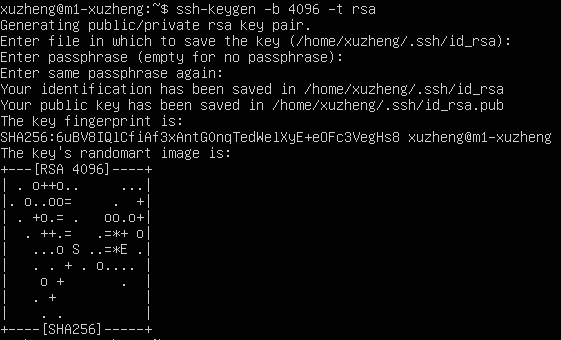 xuzheng@m1-xuzheng:~$ ssh-keygen -b 4096 -t rsa
Generating public/private rsa key pair.
Enter file in which to save the key (/home/xuzheng/.ssh/id_rsa):
Enter passphrase (empty for no passphrase):
Enter same passphrase again:
Your identification has been saved in /home/xuzheng/.ssh/id_rsa
Your public key has been saved in /home/xuzheng/.ssh/id_rsa.pub
The key fingerprint is:
SHA256:6uBV8IQlCfiAf3xAntGOnqTedWelXyE+eOFc3VegHs8 xuzheng@m1-xuzheng
The key's randomart image is:
+---[RSA 4096]----+
| . o++o..     ...|
|. o..oo=     .  +|
| . +o.= .   oo.o+|
|  . ++.=   .=*+ o|
|   ...o S ..=*E .|
|   . . + . o.... |
|    o +       .  |
|   . +           |
|    . .          |
+----[SHA256]-----+